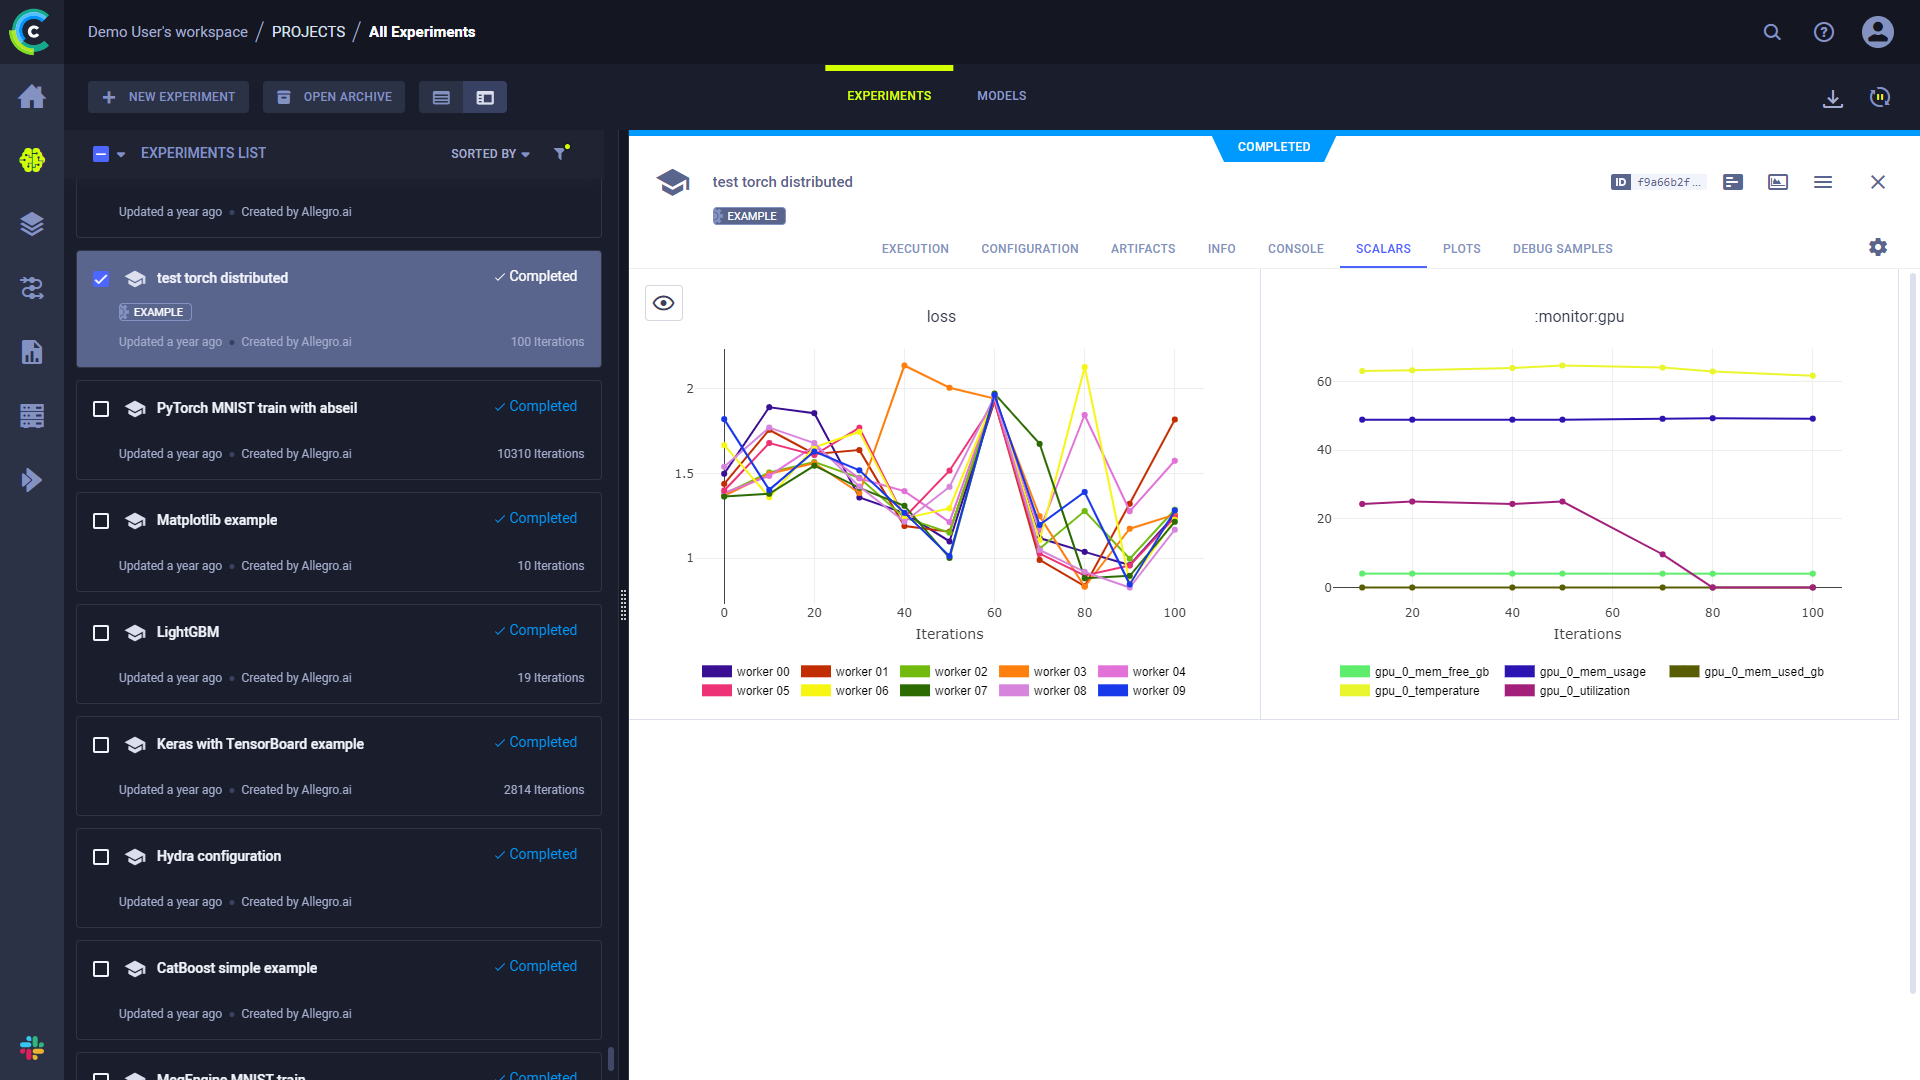 Demo User's workspace / PROJECTS / All Experiments
NEW EXPERIMENT
OPEN ARCHIVE
EXPERIMENTS
MODELS
EXPERIMENTS LIST
SORTED BY
Updated a year ago Created by Allegro.ai
test torch distributed
Completed
EXAMPLE
Updated a year ago Created by Allegro.ai
100 Iterations
PyTorch MNIST train with abseil
Completed
Updated a year ago Created by Allegro.ai
10310 Iterations
Matplotlib example
Completed
Updated a year ago Created by Allegro.ai
10 Iterations
LightGBM
Completed
Updated a year ago Created by Allegro.ai
19 Iterations
Keras with TensorBoard example
Completed
Updated a year ago Created by Allegro.ai
2814 Iterations
Hydra configuration
Completed
Updated a year ago Created by Allegro.ai
CatBoost simple example
Completed
Updated a year ago Created by Allegro.ai
MegEngine MNIST train
Completed
COMPLETED
test torch distributed
ID f9a66b2f...
EXAMPLE
EXECUTION
CONFIGURATION
ARTIFACTS
INFO
CONSOLE
SCALARS
PLOTS
DEBUG SAMPLES
loss
2
1.5
1
0 20 40 60 80 100
Iterations
worker 00 worker 01 worker 02 worker 03 worker 04
worker 05 worker 06 worker 07 worker 08 worker 09
:monitor:gpu
60
40
20
0
20 40 60 80 100
Iterations
gpu_0_mem_free_gb gpu_0_mem_usage gpu_0_mem_used_gb
gpu_0_temperature gpu_0_utilization